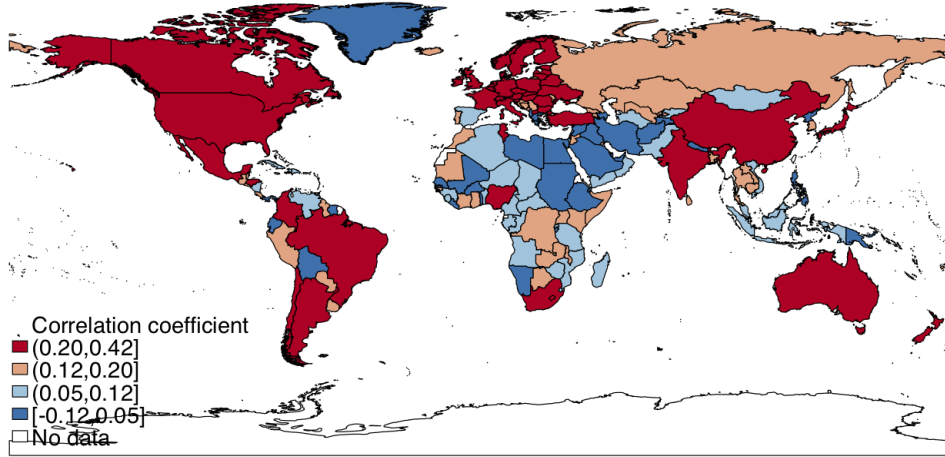 Correlation coefficient
(0.20,0.42]
(0.12,0.20]
(0.05,0.12]
[-0.12,0.05]
No data